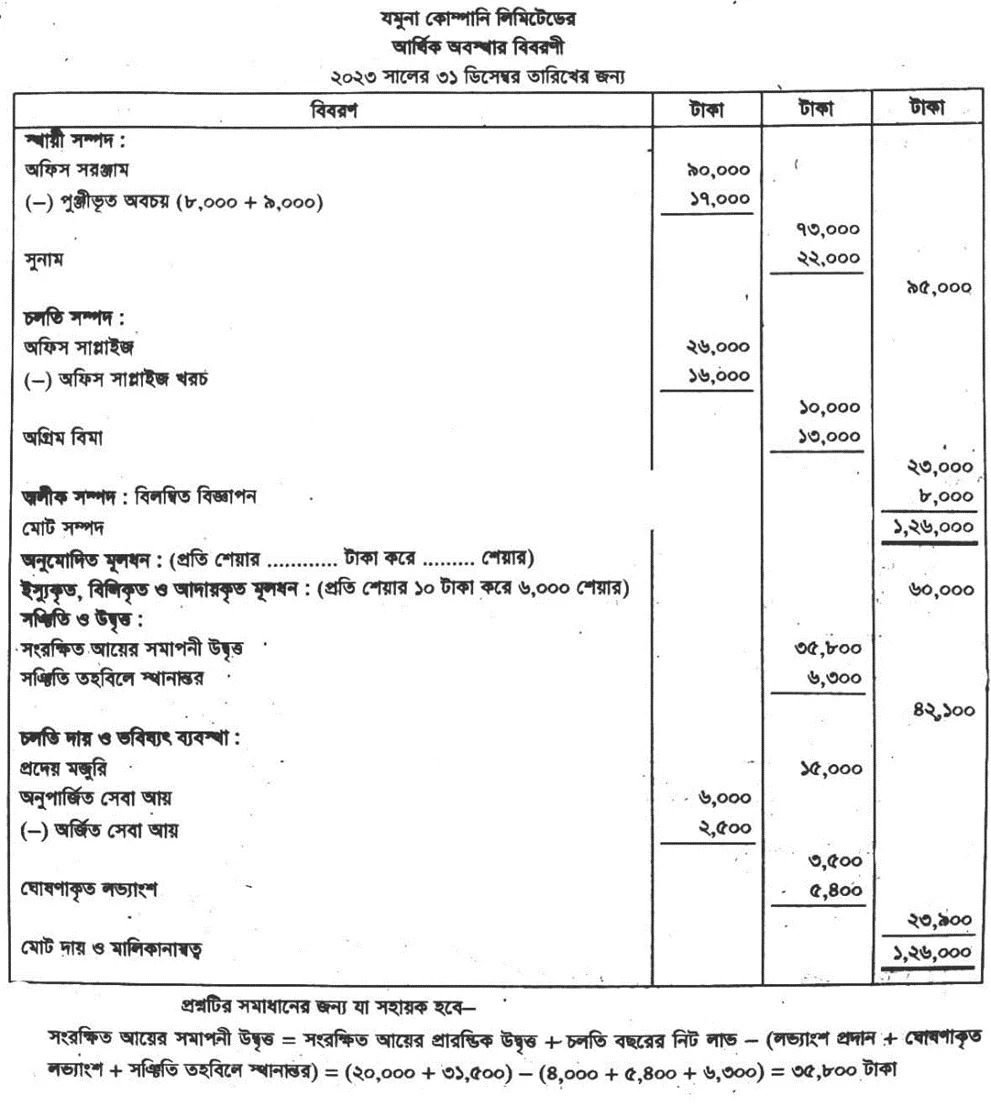 যমুনা কোম্পানি লিমিটেডের
আর্থিক অবস্থার বিবরণী
২০২৩ সালের ৩১ ডিসেম্বর তারিখের জন্য
বিবরণ টাকা টাকা টাকা
স্থায়ী সম্পদ :
অফিস সরঞ্জাম ৯০,০০০
(−) পুঞ্জীভূত অবচয় (৮,০০০ + ৯,০০০) ১৭,০০০
৭৩,০০০
সুনাম ২২,০০০
৯৫,০০০
চলতি সম্পদ :
অফিস সাপ্লাইজ ২৬,০০০
(−) অফিস সাপ্লাইজ খরচ ১৬,০০০
১০,০০০
অগ্রিম বিমা ১৩,০০০
২৩,০০০
অলীক সম্পদ : বিলম্বিত বিজ্ঞাপন ৮,০০০
মোট সম্পদ ১,২৬,০০০
অনুমোদিত মূলধন : (প্রতি শেয়ার ............ টাকা করে ......... শেয়ার)
ইস্যুকৃত, বিলিকৃত ও আদায়কৃত মূলধন : (প্রতি শেয়ার ১০ টাকা করে ৬,০০০ শেয়ার) ৬০,০০০
সঞ্চিতি ও উদ্বৃত্ত :
সংরক্ষিত আয়ের সমাপনী উদ্বৃত্ত ৩৫,৮০০
সঞ্চিতি তহবিলে স্থানান্তর ৬,৩০০
৪২,১০০
চলতি দায় ও ভবিষ্যৎ ব্যবস্থা :
প্রদেয় মজুরি ১৫,০০০
অনুপার্জিত সেবা আয় ৬,০০০
(−) অর্জিত সেবা আয় ২,৫০০
৩,৫০০
ঘোষণাকৃত লভ্যাংশ ৫,৪০০
২৩,৯০০
মোট দায় ও মালিকানাস্বত্ব ১,২৬,০০০
প্রশ্নটির সমাধানের জন্য যা সহায়ক হবে–
সংরক্ষিত আয়ের সমাপনী উদ্বৃত্ত = সংরক্ষিত আয়ের প্রারম্ভিক উদ্বৃত্ত + চলতি বছরের নিট লাভ − (লভ্যাংশ প্রদান + ঘোষণাকৃত
লভ্যাংশ + সঞ্চিতি তহবিলে স্থানান্তর) = (২০,০০০ + ৩১,৫০০) − (৪,০০০ + ৫,৪০০ + ৬,৩০০) = ৩৫,৮০০ টাকা